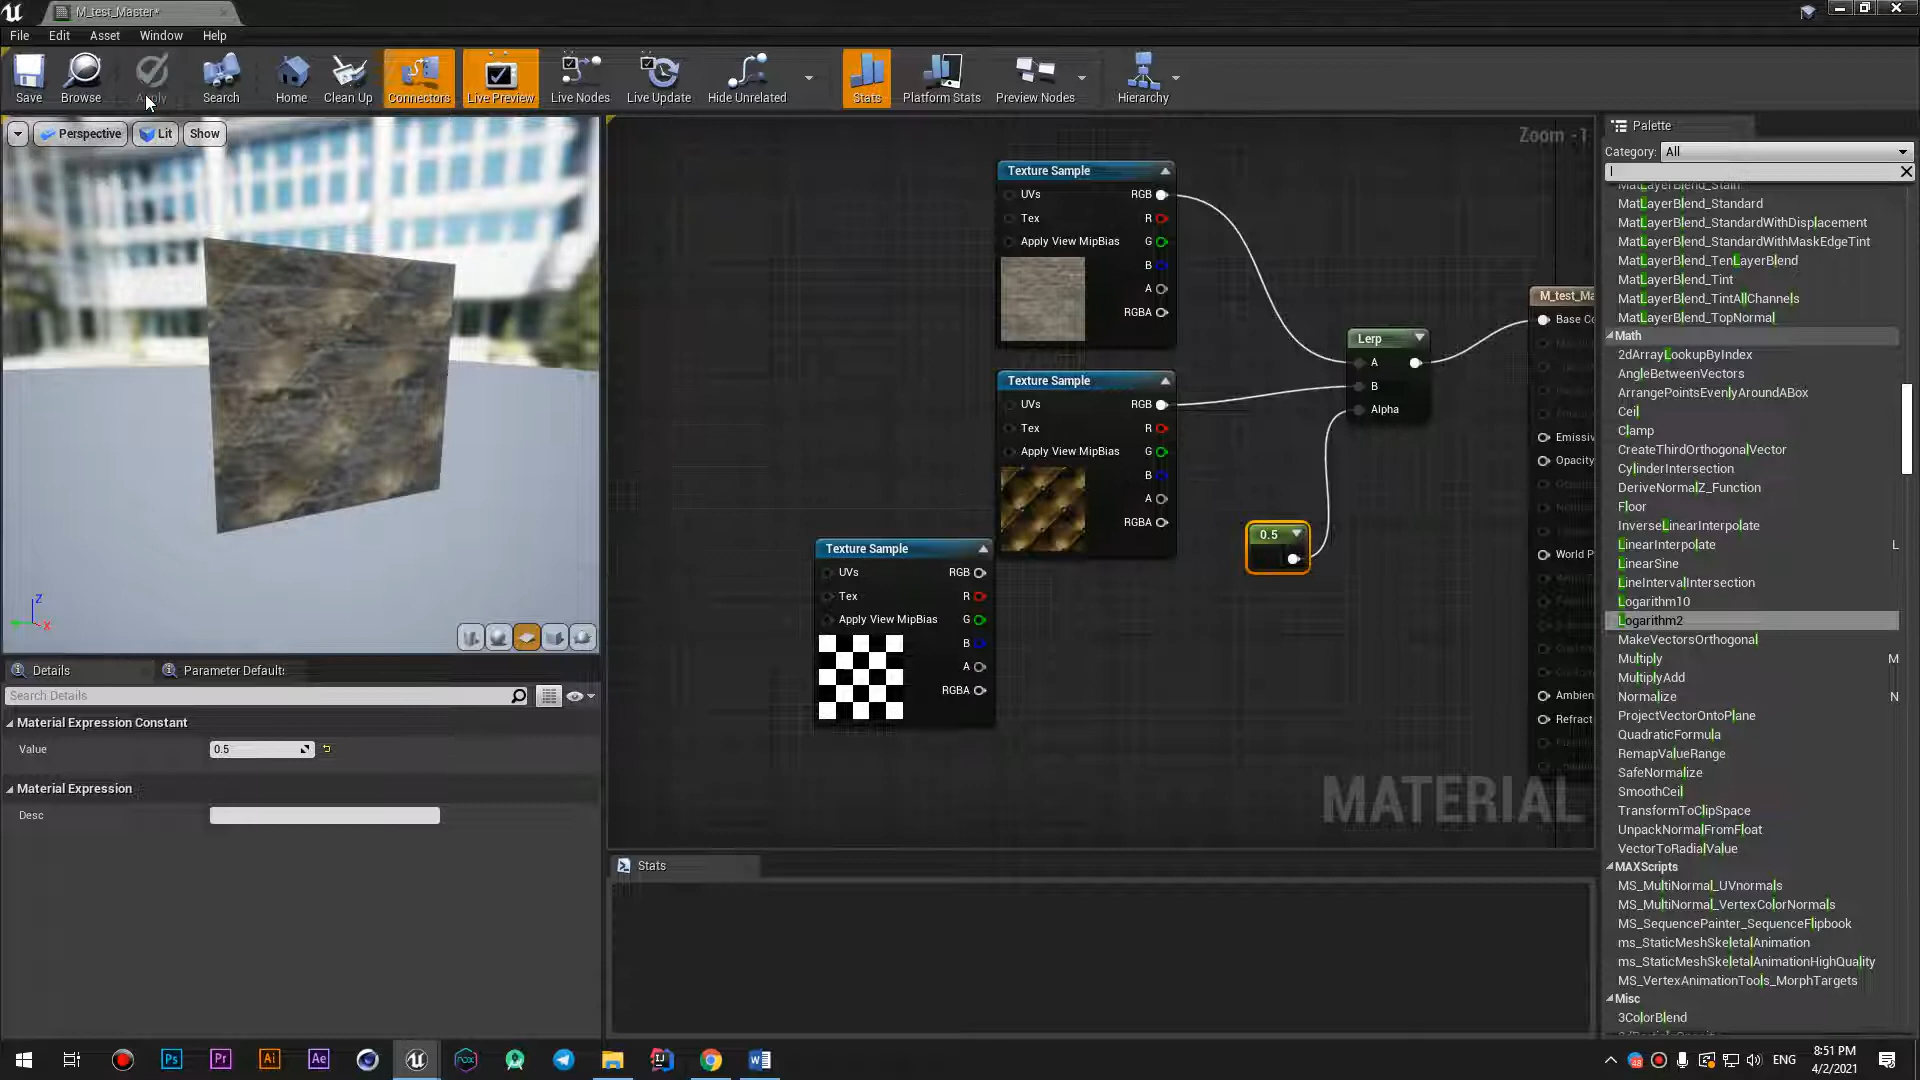 M_test_Master*
File Edit Asset Window Help
Save Browse Apply Search Home Clean Up Connectors Live Preview Live Nodes Live Update Hide Unrelated Stats Platform Stats Preview Nodes Hierarchy
Perspective Lit Show
Zoom -1
Palette
Category: All
l
MatLayerBlend_Stain
MatLayerBlend_Standard
MatLayerBlend_StandardWithDisplacement
MatLayerBlend_StandardWithMaskEdgeTint
MatLayerBlend_TenLayerBlend
MatLayerBlend_Tint
MatLayerBlend_TintAllChannels
MatLayerBlend_TopNormal
Math
2dArrayLookupByIndex
AngleBetweenVectors
ArrangePointsEvenlyAroundABox
Ceil
Clamp
CreateThirdOrthogonalVector
CylinderIntersection
DeriveNormalZ_Function
Floor
InverseLinearInterpolate
LinearInterpolate L
LinearSine
LineIntervalIntersection
Logarithm10
Logarithm2
MakeVectorsOrthogonal
Multiply M
MultiplyAdd
Normalize N
ProjectVectorOntoPlane
QuadraticFormula
RemapValueRange
SafeNormalize
SmoothCeil
TransformToClipSpace
UnpackNormalFromFloat
VectorToRadialValue
MAXScripts
MS_MultiNormal_UVnormals
MS_MultiNormal_VertexColorNormals
MS_SequencePainter_SequenceFlipbook
ms_StaticMeshSkeletalAnimation
ms_StaticMeshSkeletalAnimationHighQuality
MS_VertexAnimationTools_MorphTargets
Misc
3ColorBlend
Texture Sample
UVs RGB
Tex R
Apply View MipBias G
B
A
RGBA
Texture Sample
UVs RGB
Tex R
Apply View MipBias G
B
A
RGBA
Texture Sample
UVs RGB
Tex R
Apply View MipBias G
B
A
RGBA
Lerp
A
B
Alpha
0.5
M_test_Ma
Base Co
Emissi
Opacity
World P
Ambien
Refract
MATERIAL
Z
X
Details Parameter Default:
Search Details
Material Expression Constant
Value 0.5
Material Expression
Desc
Stats
Ps Pr Ai Ae
ENG
8:51 PM
4/2/2021